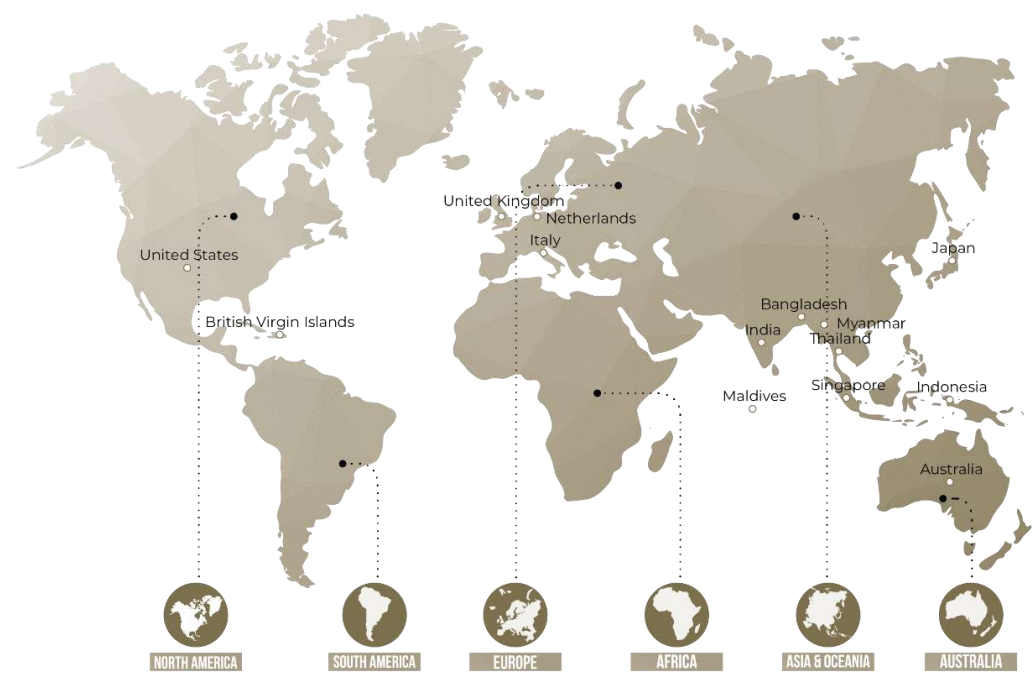 United Kingdom
Netherlands
Italy
Japan
United States
Bangladesh
British Virgin Islands
Myanmar
India
Thailand
Singapore
Indonesia
Maldives
Australia
NORTH AMERICA
SOUTH AMERICA
EUROPE
AFRICA
ASIA & OCEANIA
AUSTRALIA